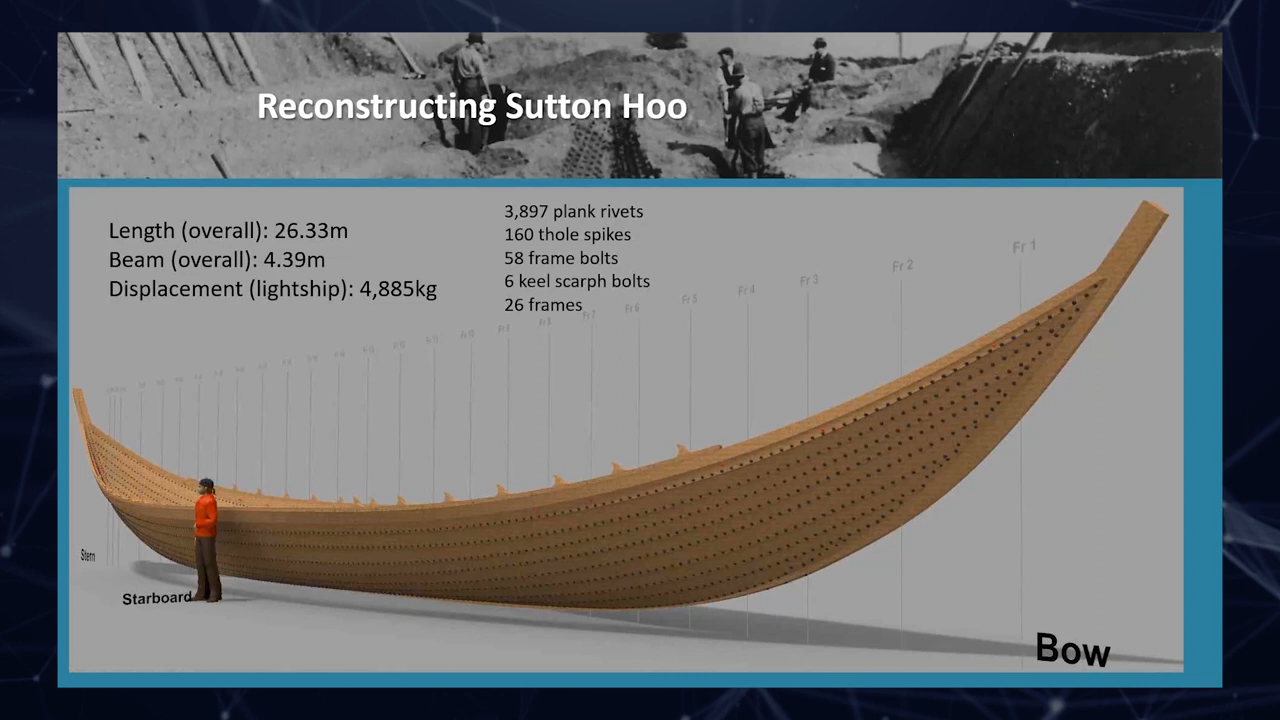 Reconstructing Sutton Hoo
Length (overall): 26.33m
Beam (overall): 4.39m
Displacement (lightship): 4,885kg
3,897 plank rivets
160 thole spikes
58 frame bolts
6 keel scarph bolts
26 frames
Fr 1
Fr 2
Fr 3
Fr 4
Fr 5
Fr 6
Fr 7
Stern
Starboard
Bow